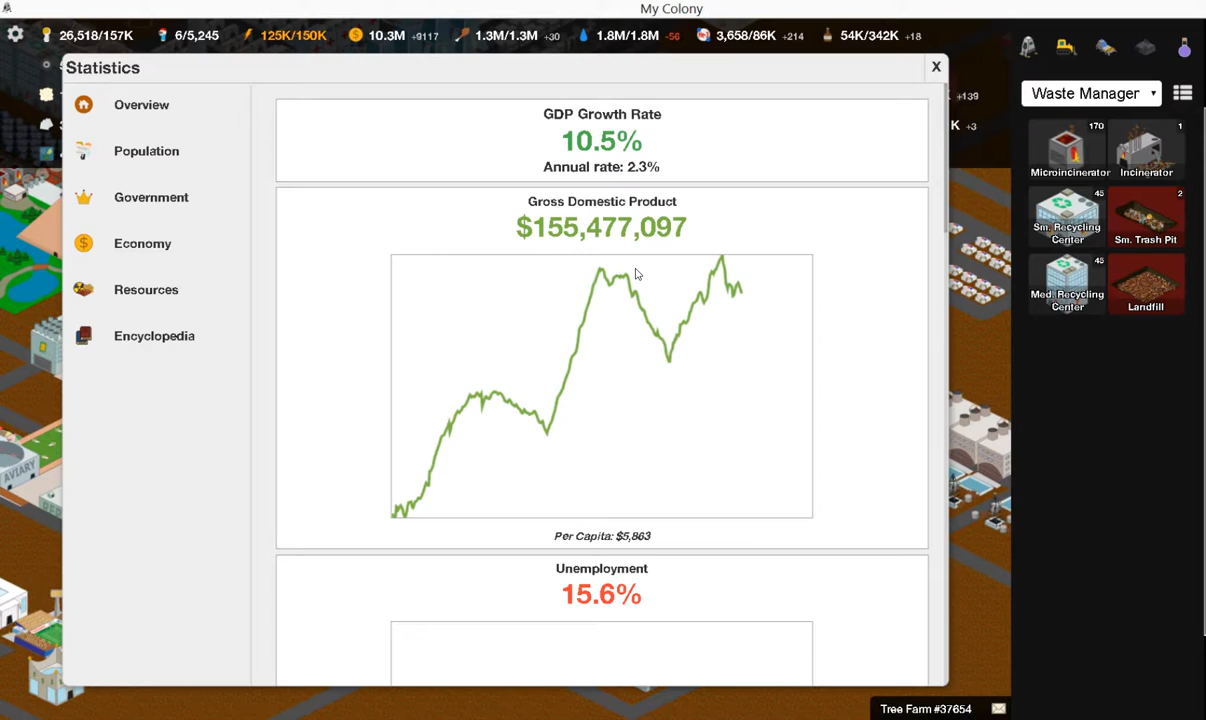 My Colony
26,518/157K 6/5,245 125K/150K 10.3M +9117 1.3M/1.3M +30 1.8M/1.8M -56 3,658/86K +214 54K/342K +18
Statistics X
+139
K +3
Overview
Population
Government
Economy
Resources
Encyclopedia
GDP Growth Rate
10.5%
Annual rate: 2.3%
Gross Domestic Product
$155,477,097
Per Capita: $5,863
Unemployment
15.6%
Waste Manager
170
Microincinerator
1
Incinerator
45
Sm. Recycling
Center
2
Sm. Trash Pit
45
Med. Recycling
Center
Landfill
AVIARY
Tree Farm #37654